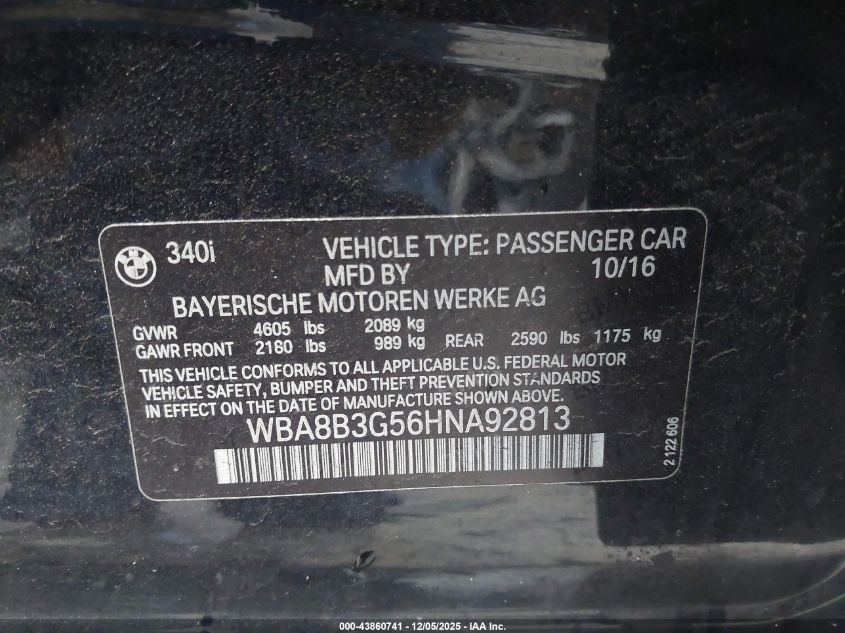 340i VEHICLE TYPE: PASSENGER CAR
MFD BY 10/16
BAYERISCHE MOTOREN WERKE AG
GVWR 4605 lbs 2089 kg
GAWR FRONT 2180 lbs 989 kg REAR 2590 lbs 1175 kg
THIS VEHICLE CONFORMS TO ALL APPLICABLE U.S. FEDERAL MOTOR
VEHICLE SAFETY, BUMPER AND THEFT PREVENTION STANDARDS
IN EFFECT ON THE DATE OF MANUFACTURE SHOWN ABOVE.
WBA8B3G56HNA92813
2 122 606
000-43860741 - 12/05/2025 - IAA Inc.